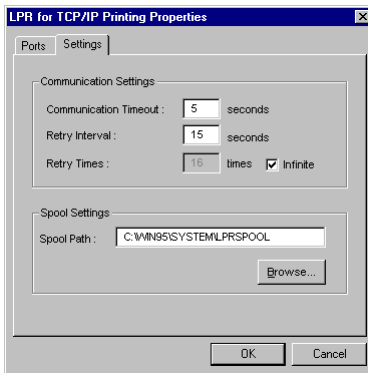 LPR for TCP/IP Printing Properties
Ports Settings
Communication Settings
Communication Timeout : 5 seconds
Retry Interval : 15 seconds
Retry Times : 16 times Infinite
Spool Settings
Spool Path : C:\WIN95\SYSTEM\LPRSPOOL
Browse...
OK Cancel